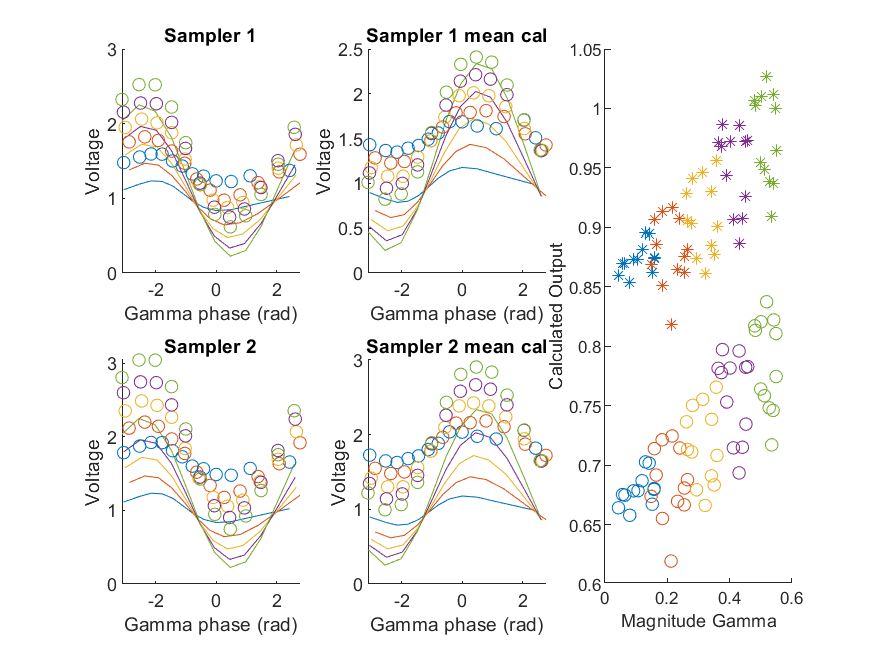 Sampler 1
3
2
1
0
Voltage
-2 0 2
Gamma phase (rad)
Sampler 1 mean cal
2.5
2
1.5
1
0.5
0
Voltage
-2 0 2
Gamma phase (rad)
Sampler 2
3
2
1
0
Voltage
-2 0 2
Gamma phase (rad)
Sampler 2 mean cal
3
2
1
0
Voltage
-2 0 2
Gamma phase (rad)
1.05
1
0.95
0.9
0.85
0.8
0.75
0.7
0.65
0.6
Calculated Output
0 0.2 0.4 0.6
Magnitude Gamma